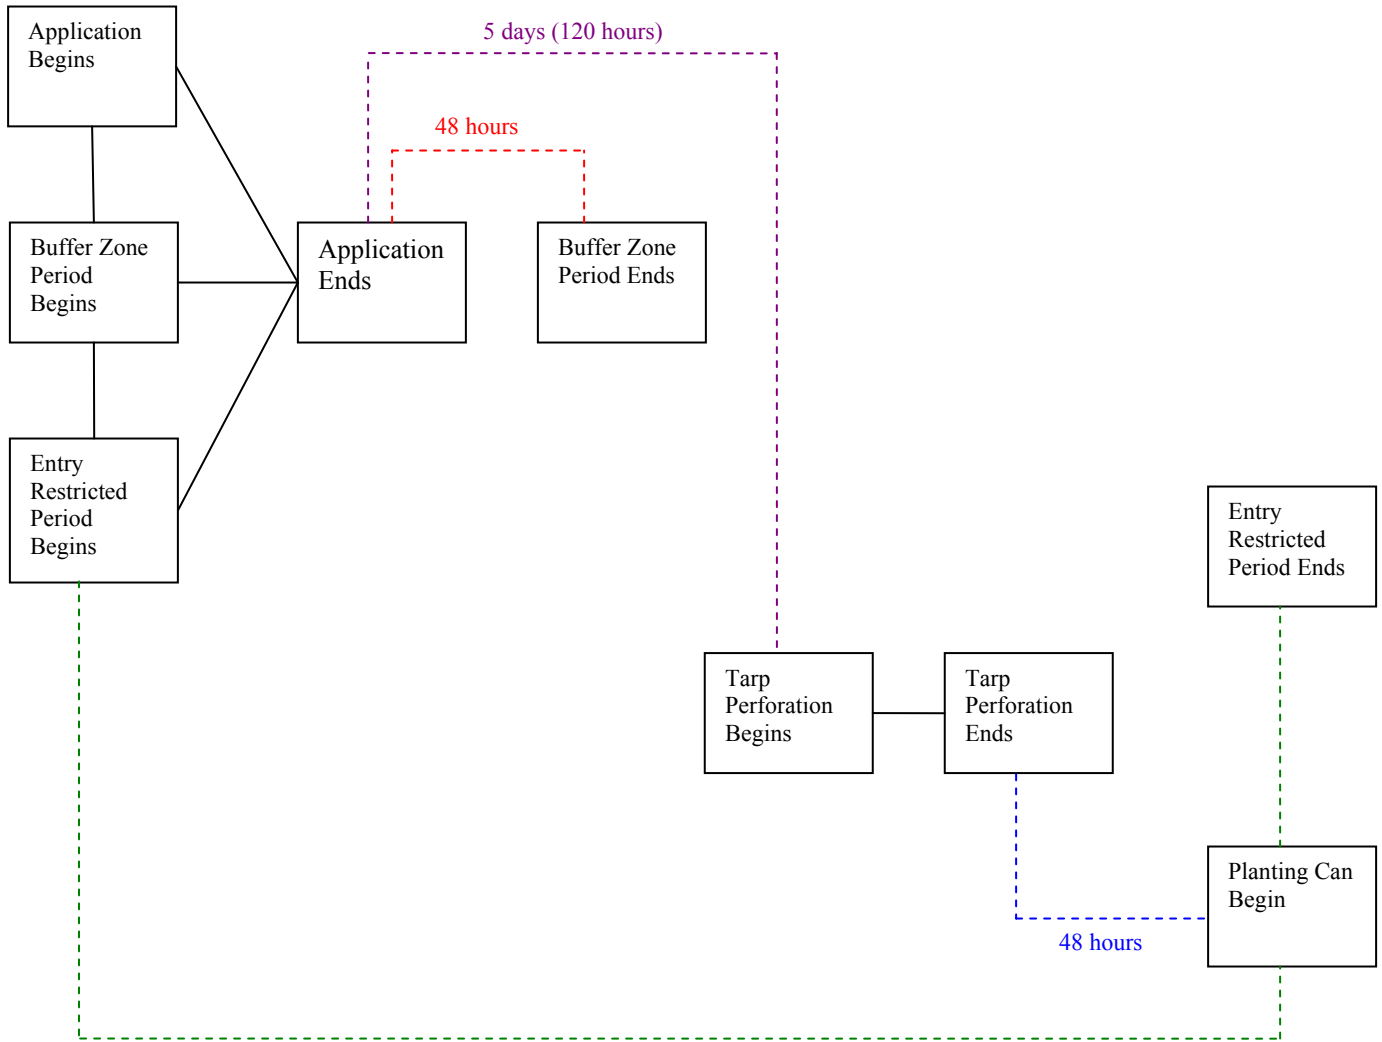 Application
Begins
5 days (120 hours)
48 hours
Buffer Zone
Period
Begins
Application
Ends
Buffer Zone
Period Ends
Entry
Restricted
Period
Begins
Entry
Restricted
Period Ends
Tarp
Perforation
Begins
Tarp
Perforation
Ends
Planting Can
Begin
48 hours